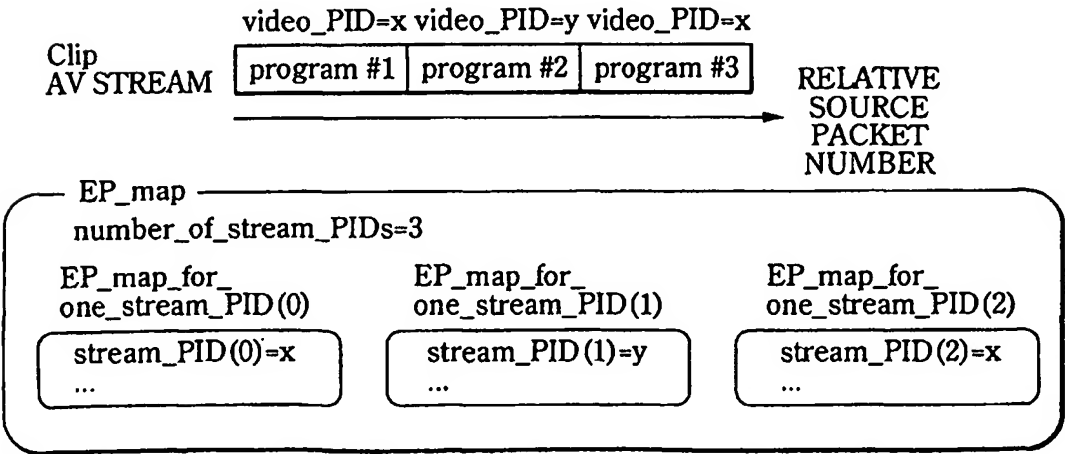 video_PID=x video_PID=y video_PID=x
Clip
AV STREAM
program #1 program #2 program #3
RELATIVE
SOURCE
PACKET
NUMBER
EP_map
number_of_stream_PIDs=3
EP_map_for_
one_stream_PID(0)
stream_PID(0)=x
...
EP_map_for_
one_stream_PID(1)
stream_PID(1)=y
...
EP_map_for_
one_stream_PID(2)
stream_PID(2)=x
...